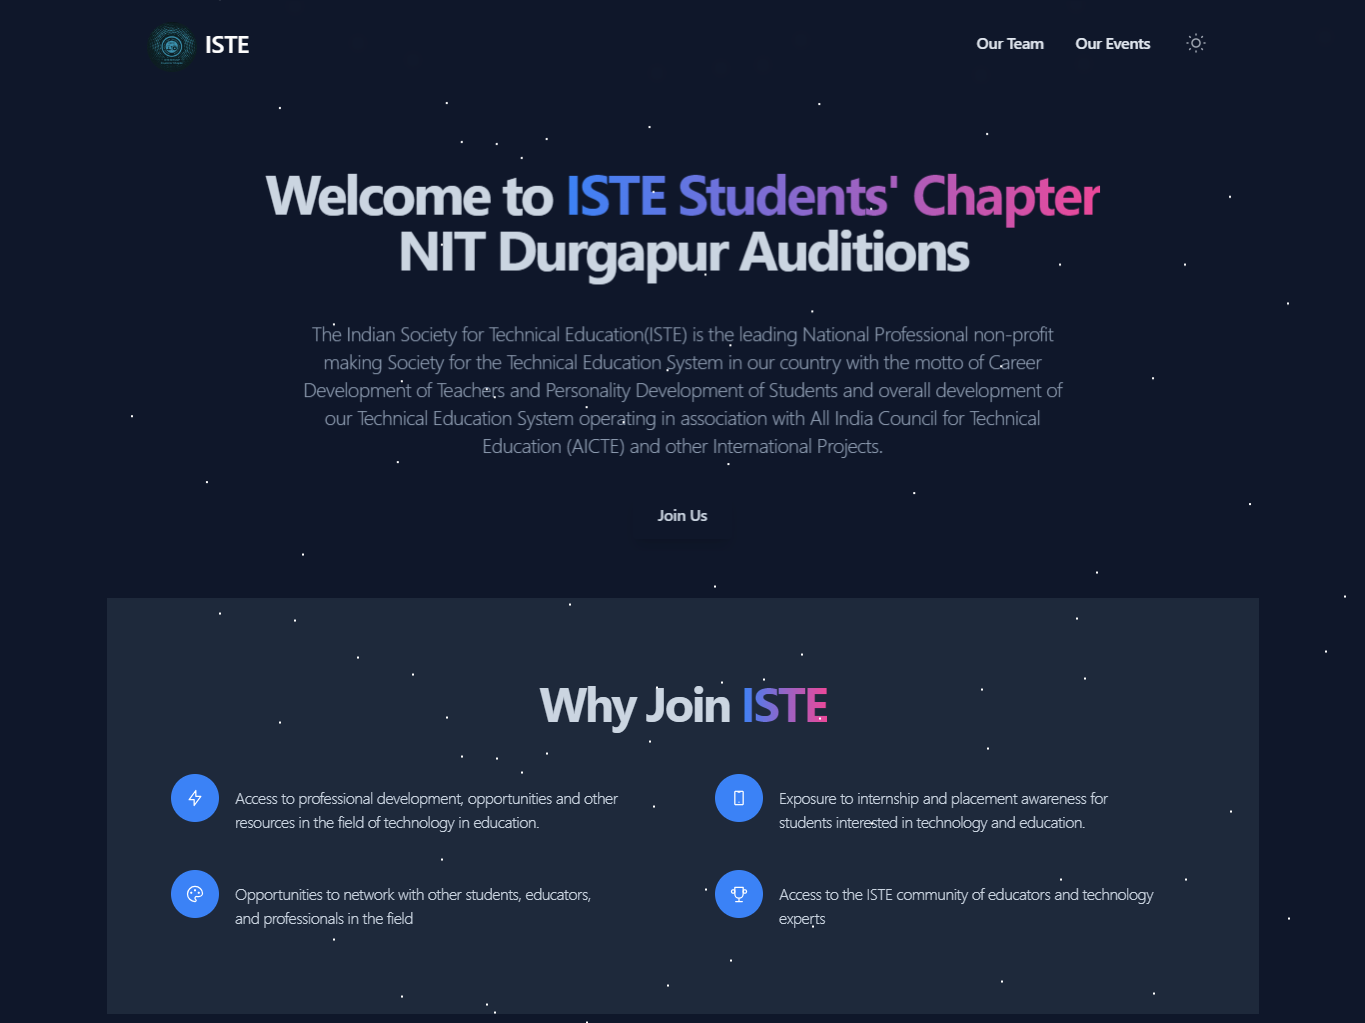 ISTE
Our Team
Our Events
Welcome to ISTE Students' Chapter
NIT Durgapur Auditions
The Indian Society for Technical Education(ISTE) is the leading National Professional non-profit
making Society for the Technical Education System in our country with the motto of Career
Development of Teachers and Personality Development of Students and overall development of
our Technical Education System operating in association with All India Council for Technical
Education (AICTE) and other International Projects.
Join Us
Why Join ISTE
Access to professional development, opportunities and other
resources in the field of technology in education.
Exposure to internship and placement awareness for
students interested in technology and education.
Opportunities to network with other students, educators,
and professionals in the field
Access to the ISTE community of educators and technology
experts